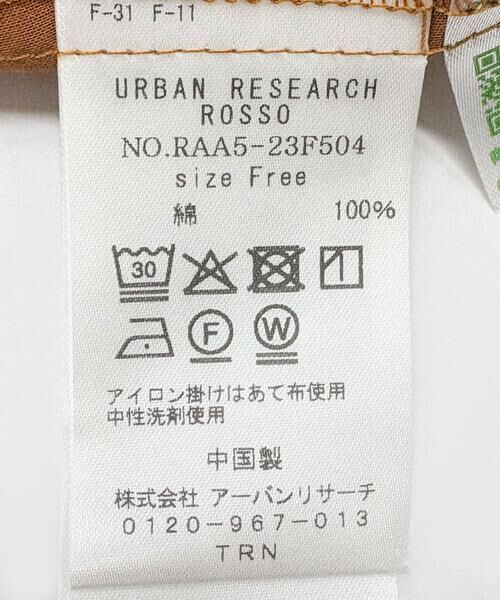 F-31 F-11
URBAN RESEARCH
ROSSO
NO.RAA5-23F504
size Free
綿 100%
30
F W
アイロン掛けはあて布使用
中性洗剤使用
中国製
株式会社 アーバンリサーチ
0120-967-013
TRN